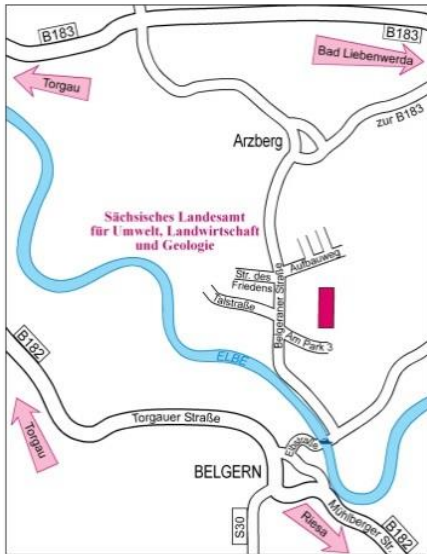 B183
B183
Bad Liebenwerda
Torgau
zur B183
Arzberg
Sächsisches Landesamt
für Umwelt, Landwirtschaft
und Geologie
Aufbauweg
Str. des
Friedens
Talstraße
Belgeraner Straße
Am Park 3
B182
ELBE
Torgauer Straße
Torgau
Elbstraße
BELGERN
Mühlberger Str.
S30
Riesa
B182